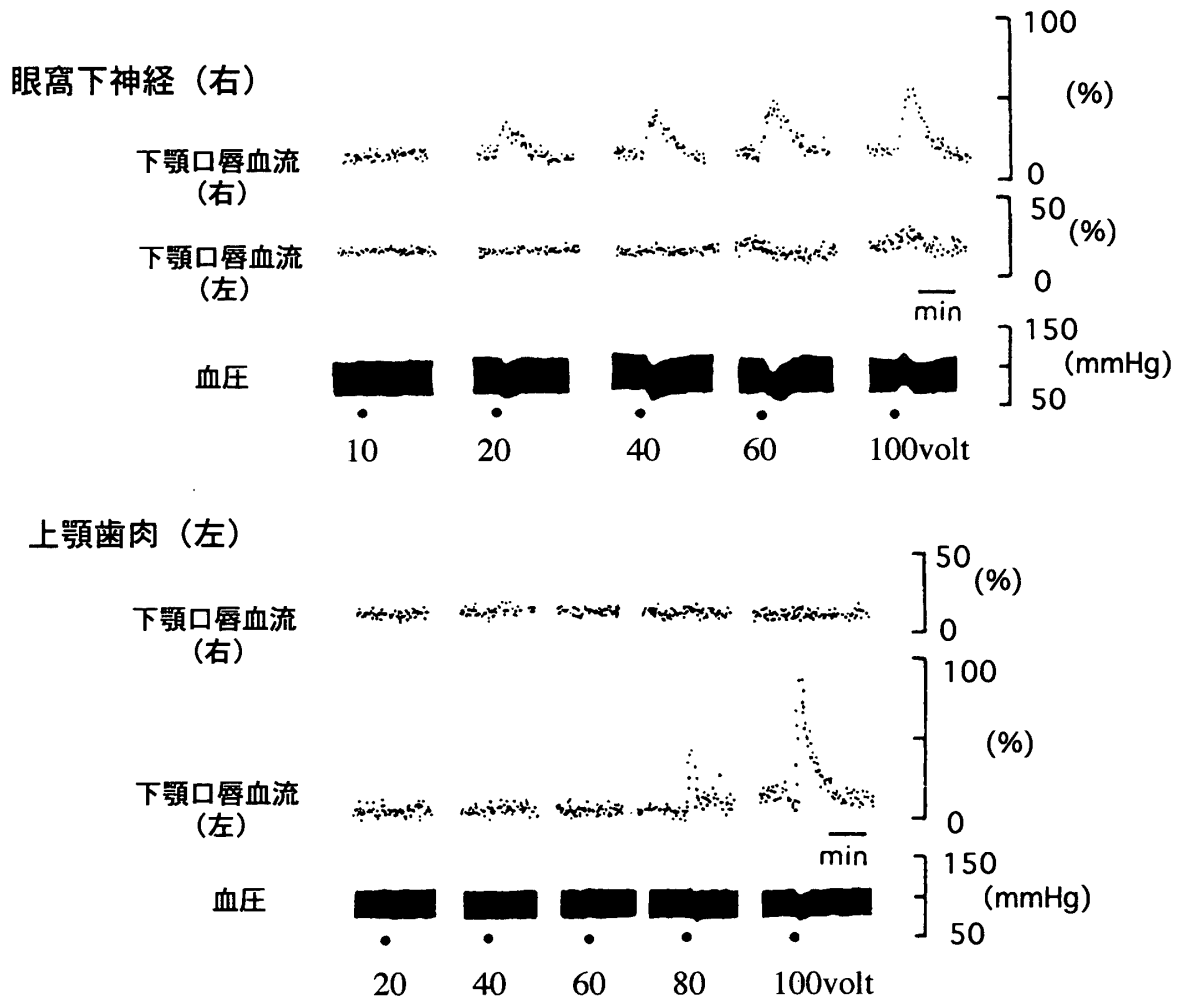 眼窩下神経（右）
100
(%)
0
下顎口唇血流
（右）
50
(%)
0
下顎口唇血流
（左）
min
150
(mmHg)
50
血圧
10 20 40 60 100volt
上顎歯肉（左）
50
(%)
0
下顎口唇血流
（右）
100
(%)
0
下顎口唇血流
（左）
min
150
(mmHg)
50
血圧
20 40 60 80 100volt